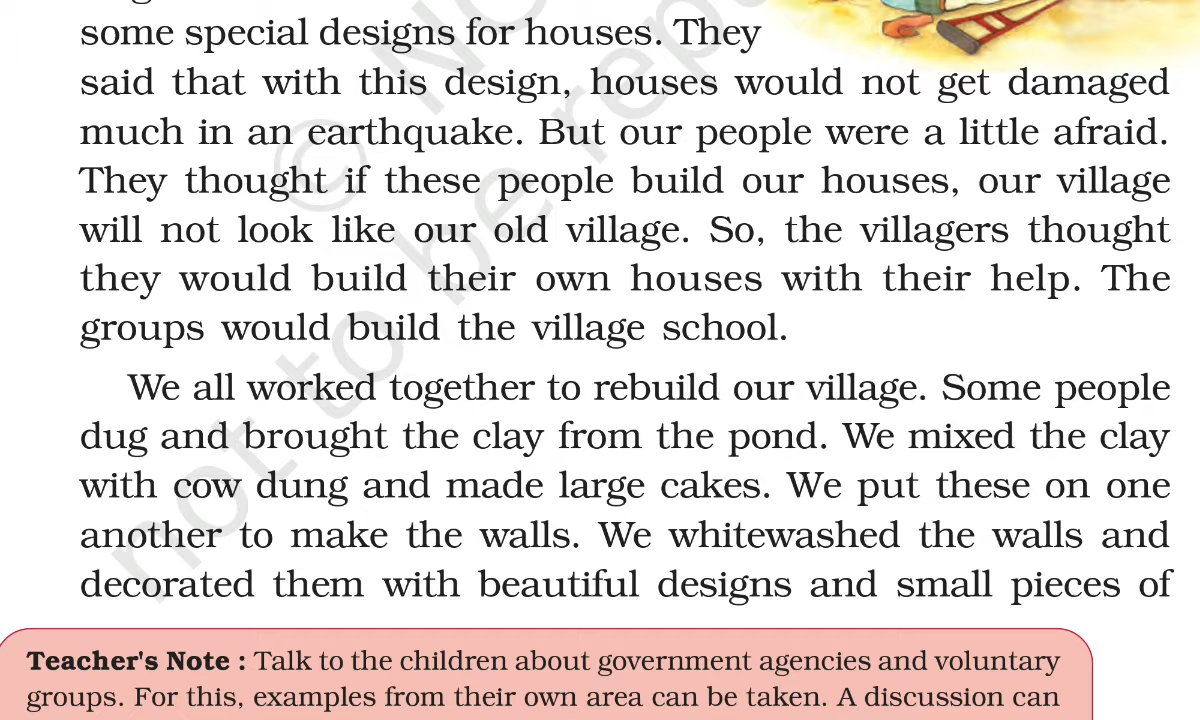 some special designs for houses. They
said that with this design, houses would not get damaged
much in an earthquake. But our people were a little afraid.
They thought if these people build our houses, our village
will not look like our old village. So, the villagers thought
they would build their own houses with their help. The
groups would build the village school.
We all worked together to rebuild our village. Some people
dug and brought the clay from the pond. We mixed the clay
with cow dung and made large cakes. We put these on one
another to make the walls. We whitewashed the walls and
decorated them with beautiful designs and small pieces of
Teacher's Note : Talk to the children about government agencies and voluntary
groups. For this, examples from their own area can be taken. A discussion can
not to be repu
© NC